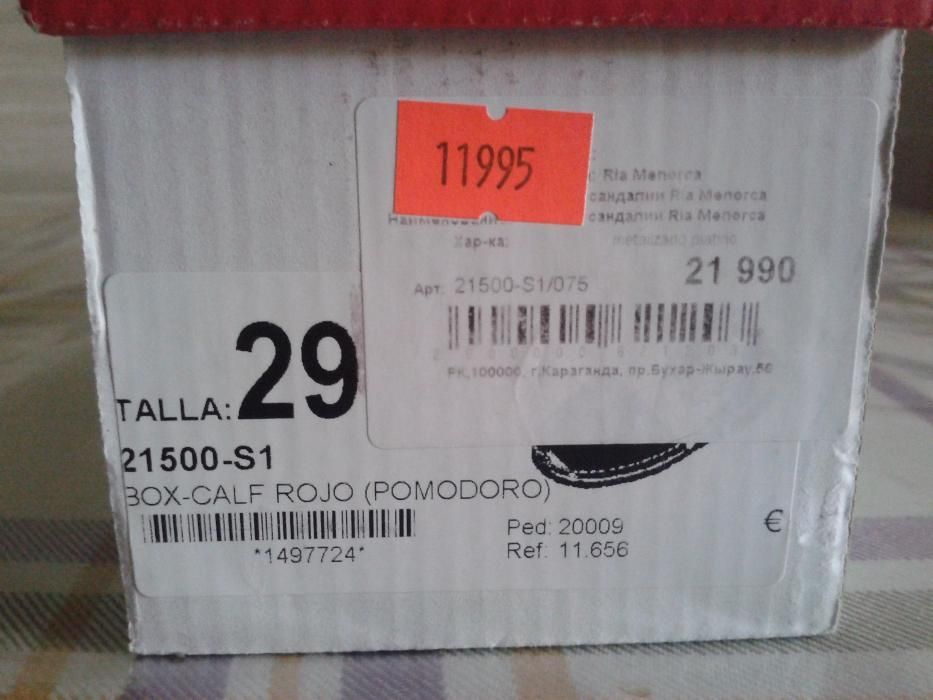 11995
Ria Menorca
сандалии Ria Menorca
сандалии Ria Menorca
Хар-ка: metalizado platino
21 990
Арт: 21500-S1/075
РК,100000, г.Караганда, пр.Бухар-Жырау,56
TALLA: 29
21500-S1
BOX-CALF ROJO (POMODORO)
*1497724*
Ped: 20009
Ref: 11.656
€